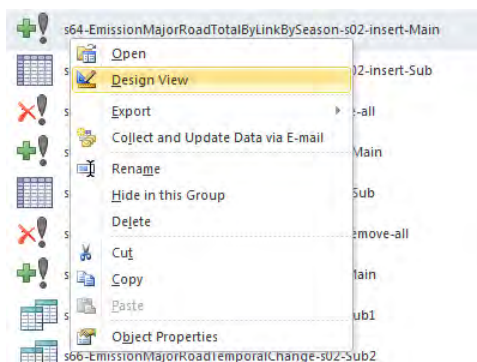 s64-EmissionMajorRoadTotalByLinkBySeason-s02-insert-Main
Open
s
02-insert-Sub
Design View
s
Export
-all
Collect and Update Data via E-mail
s
Main
Rename
s
Hide in this Group
Sub
Delete
s
emove-all
Cut
s
Copy
Main
Paste
s
ub1
Object Properties
s66-EmissionMajorRoadTemporalChange-s02-Sub2